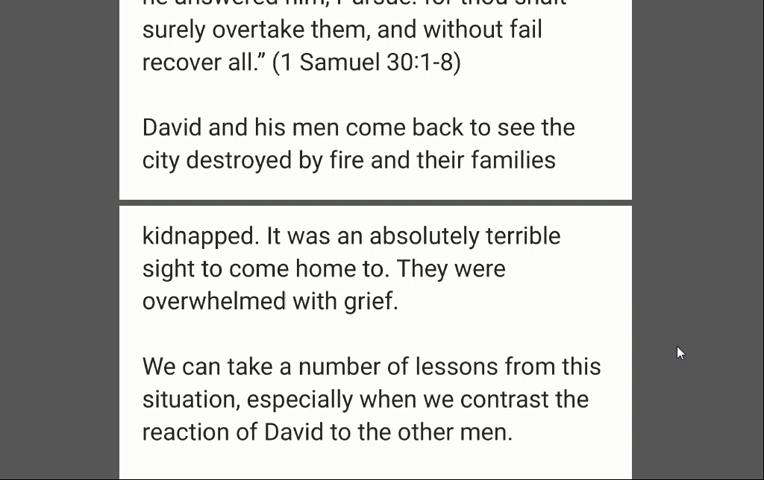 surely overtake them, and without fail
recover all.” (1 Samuel 30:1-8)
David and his men come back to see the
city destroyed by fire and their families
kidnapped. It was an absolutely terrible
sight to come home to. They were
overwhelmed with grief.
We can take a number of lessons from this
situation, especially when we contrast the
reaction of David to the other men.